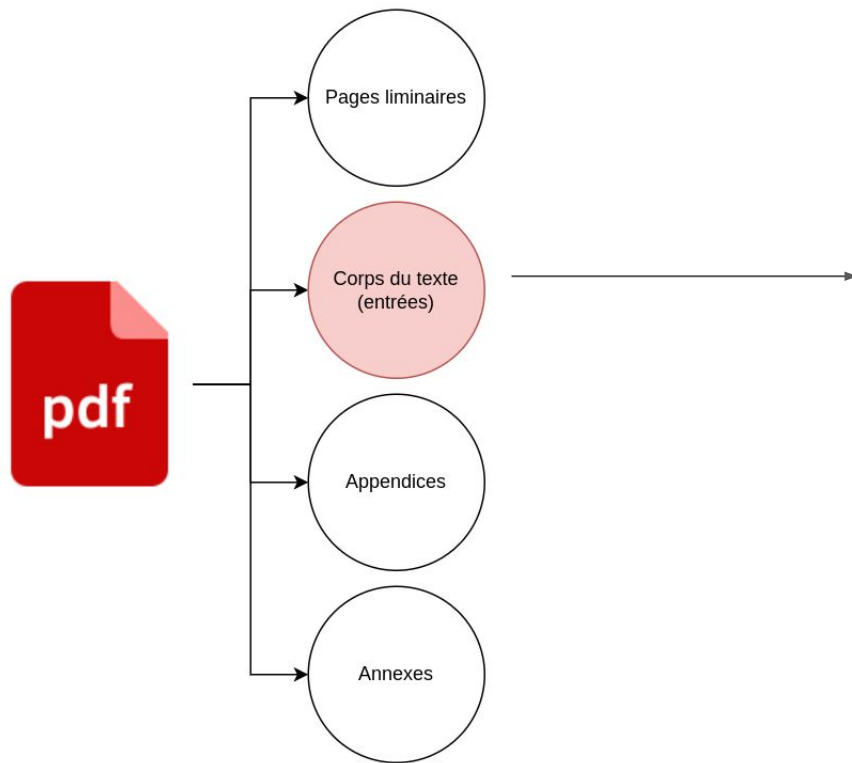 Pages liminaires
Corps du texte
(entrées)
pdf
Appendices
Annexes